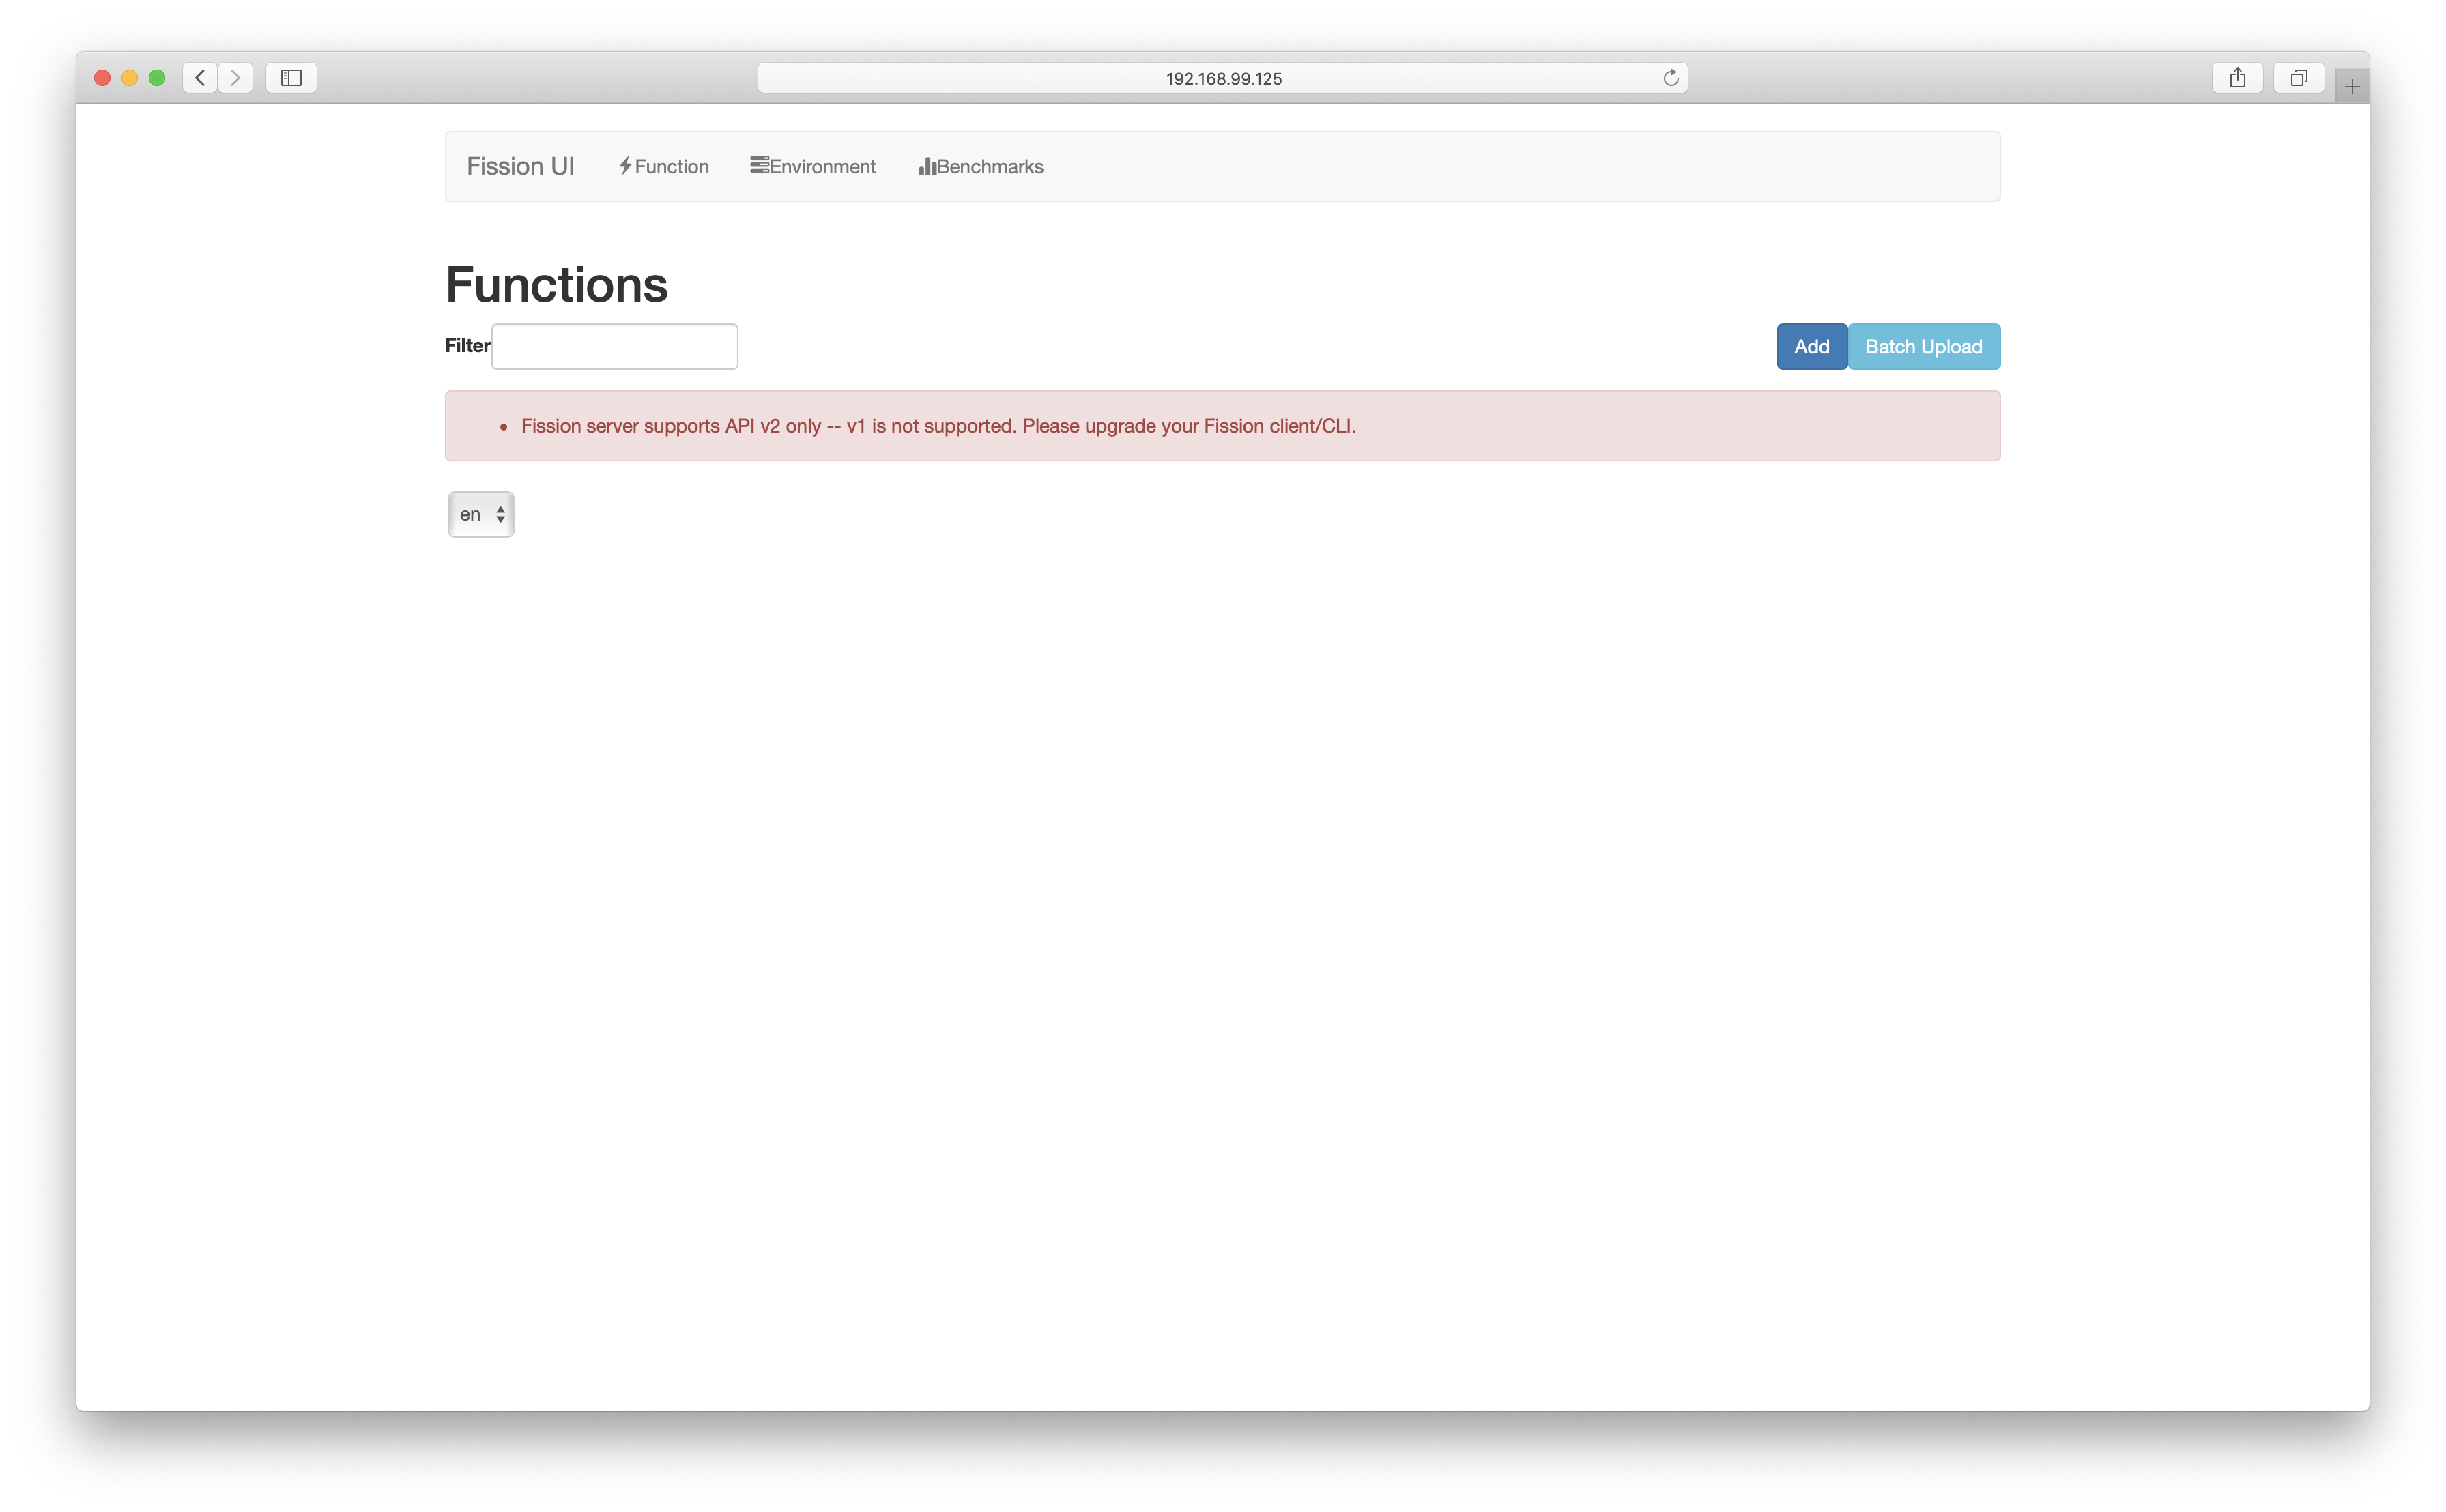 192.168.99.125
Fission UI Function Environment Benchmarks
Functions
Filter Add Batch Upload
Fission server supports API v2 only -- v1 is not supported. Please upgrade your Fission client/CLI.
en